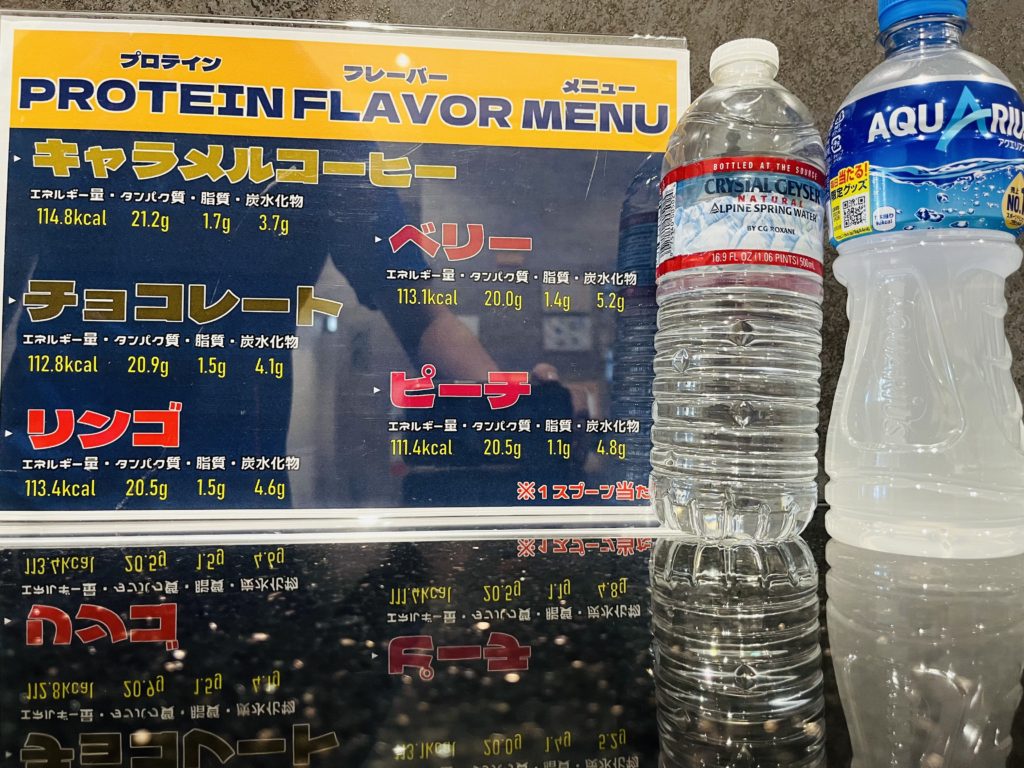 プロテイン フレーバー メニュー
PROTEIN FLAVOR MENU
キャラメルコーヒー
エネルギー量・タンパク質・脂質・炭水化物
114.8kcal 21.2g 1.7g 3.7g
チョコレート
エネルギー量・タンパク質・脂質・炭水化物
112.8kcal 20.9g 1.5g 4.1g
リンゴ
エネルギー量・タンパク質・脂質・炭水化物
113.4kcal 20.5g 1.5g 4.6g
ベリー
エネルギー量・タンパク質・脂質・炭水化物
113.1kcal 20.0g 1.4g 5.2g
ピーチ
エネルギー量・タンパク質・脂質・炭水化物
111.4kcal 20.5g 1.1g 4.8g
※1スプーン当た
BOTTLED AT THE SOURCE
CRYSTAL GEYSER
NATURAL
ALPINE SPRING WATER
BY CG ROXANE
16.9 FL OZ (1.06 PINTS) 500mL
AQUARIU
アクエリア
当たる!
限定グッズ
NO.